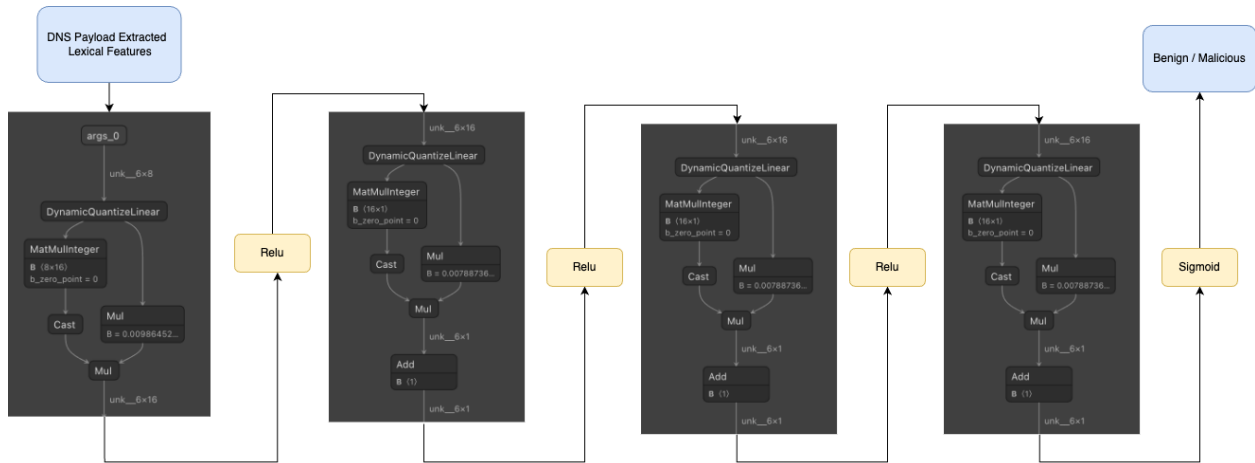 DNS Payload Extracted
Lexical Features
args_0
unk__6×8
DynamicQuantizeLinear
MatMulInteger
B ⟨8×16⟩
b_zero_point = 0
Cast
Mul
B = 0.00986452...
Mul
unk__6×16
Relu
unk__6×16
DynamicQuantizeLinear
MatMulInteger
B ⟨16×1⟩
b_zero_point = 0
Cast
Mul
B = 0.00788736...
Mul
unk__6×1
Add
B ⟨1⟩
unk__6×1
Relu
unk__6×16
DynamicQuantizeLinear
MatMulInteger
B ⟨16×1⟩
b_zero_point = 0
Cast
Mul
B = 0.00788736...
Mul
unk__6×1
Add
B ⟨1⟩
unk__6×1
Relu
unk__6×16
DynamicQuantizeLinear
MatMulInteger
B ⟨16×1⟩
b_zero_point = 0
Cast
Mul
B = 0.00788736...
Mul
unk__6×1
Add
B ⟨1⟩
unk__6×1
Sigmoid
Benign / Malicious